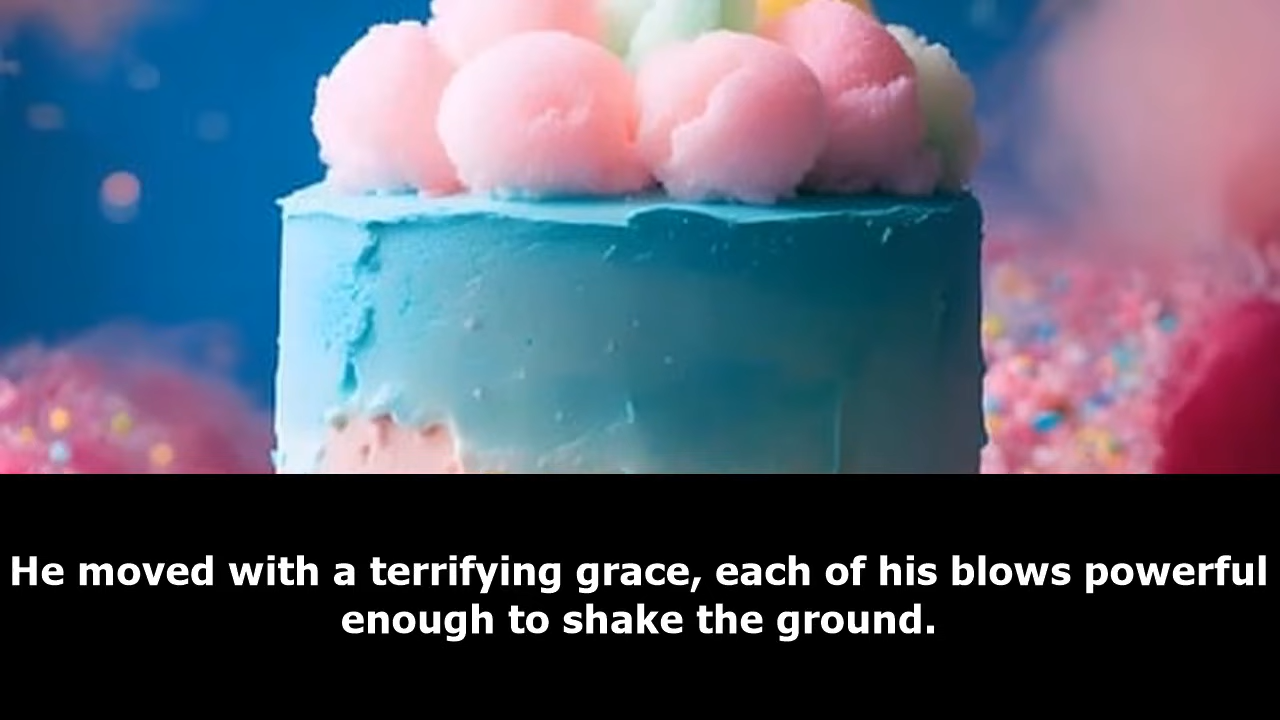 He moved with a terrifying grace, each of his blows powerful
enough to shake the ground.